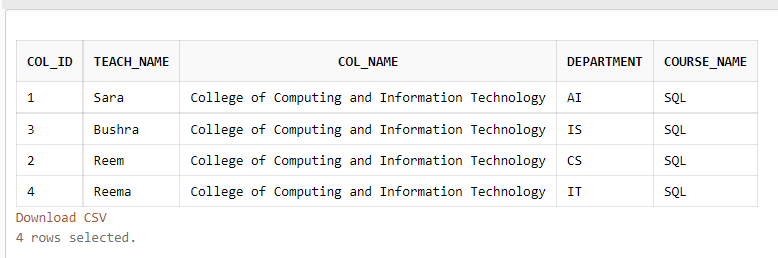 COL_ID TEACH_NAME COL_NAME DEPARTMENT COURSE_NAME
1 Sara College of Computing and Information Technology AI SQL
3 Bushra College of Computing and Information Technology IS SQL
2 Reem College of Computing and Information Technology CS SQL
4 Reema College of Computing and Information Technology IT SQL
Download CSV
4 rows selected.